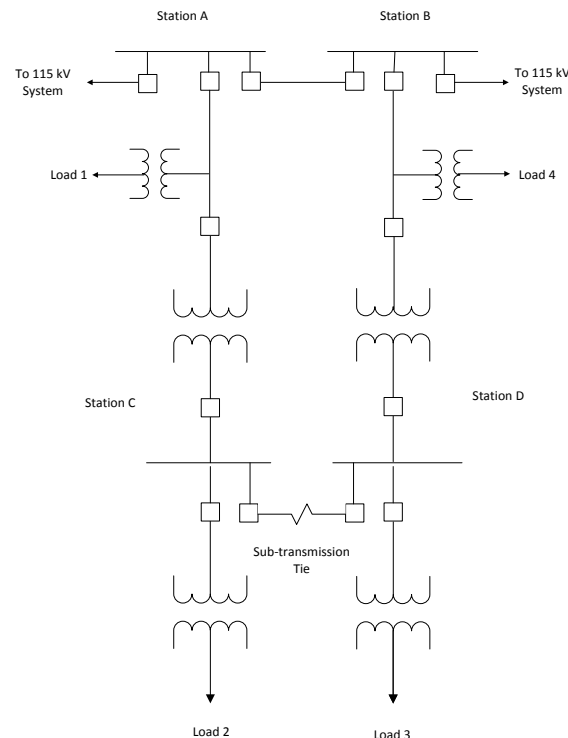 Station A
Station B
To 115 kV
System
To 115 kV
System
Load 1
Load 4
Station C
Station D
Sub-transmission
Tie
Load 2
Load 3